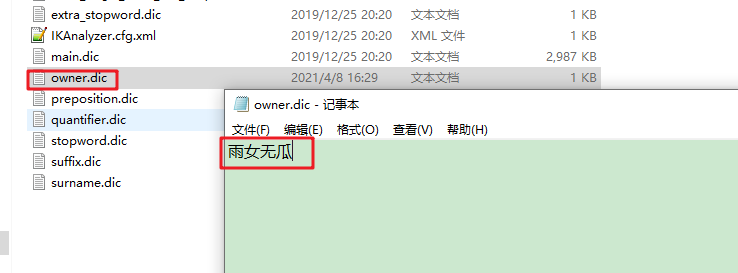 extra_stopword.dic 2019/12/25 20:20 文本文档 1 KB
IKAnalyzer.cfg.xml 2019/12/25 20:20 XML 文件 1 KB
main.dic 2019/12/25 20:20 文本文档 2,987 KB
owner.dic 2021/4/8 16:29 文本文档 1 KB
preposition.dic
quantifier.dic
stopword.dic
suffix.dic
surname.dic
owner.dic - 记事本
文件(F) 编辑(E) 格式(O) 查看(V) 帮助(H)
雨女无瓜